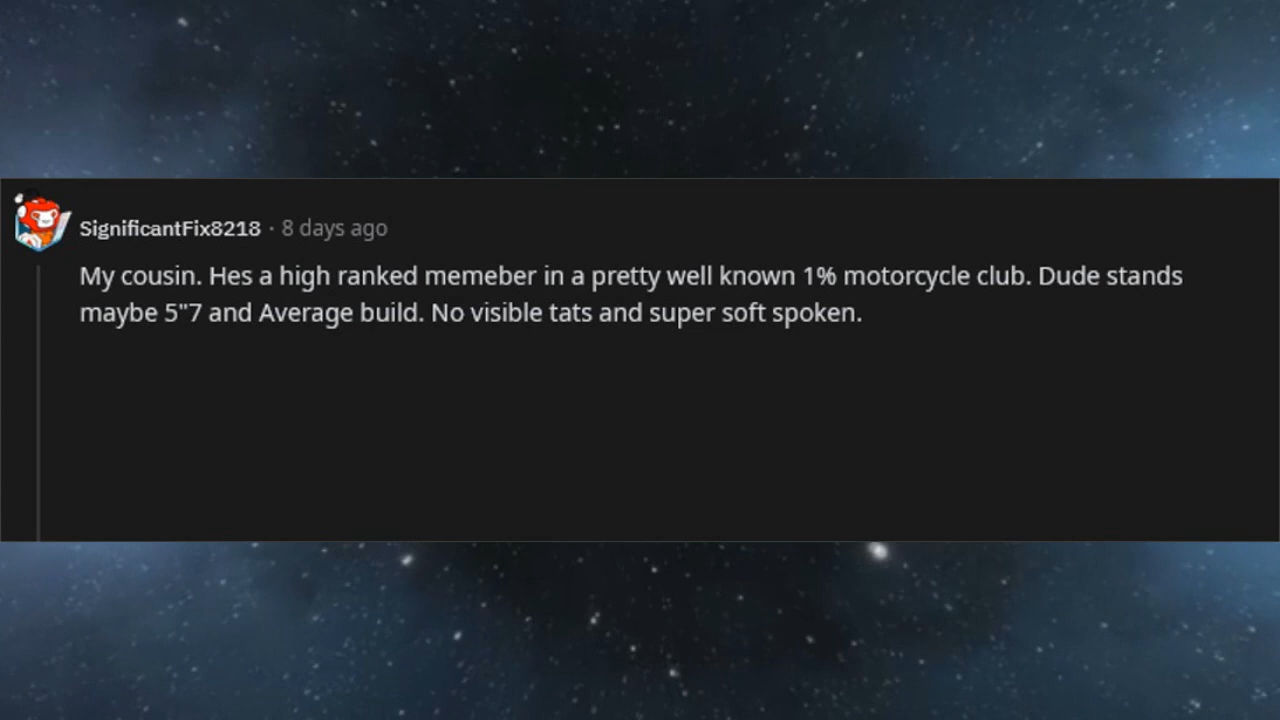 SignificantFix8218 · 8 days ago
My cousin. Hes a high ranked memeber in a pretty well known 1% motorcycle club. Dude stands
maybe 5"7 and Average build. No visible tats and super soft spoken.